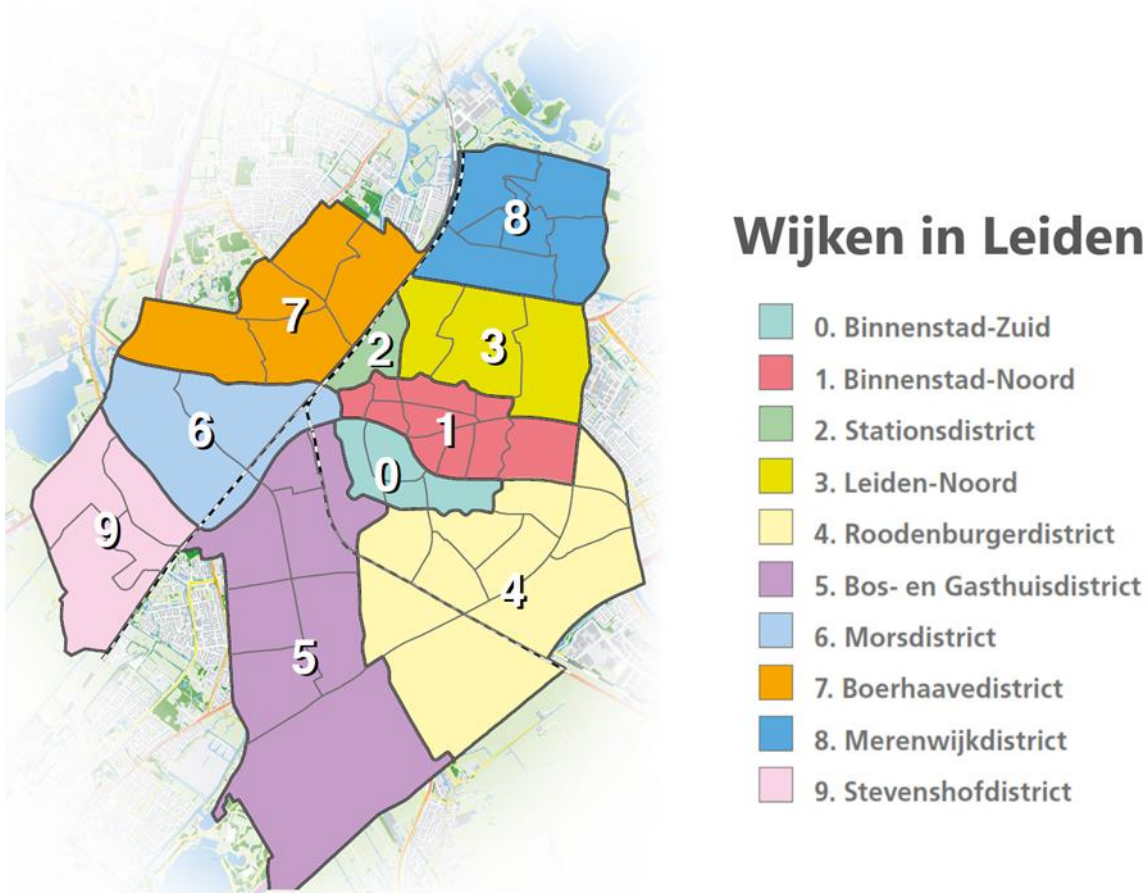 8
7
2
3
6
1
0
9
4
5
Wijken in Leiden
0. Binnenstad-Zuid
1. Binnenstad-Noord
2. Stationsdistrict
3. Leiden-Noord
4. Roodenburgerdistrict
5. Bos- en Gasthuisdistrict
6. Morsdistrict
7. Boerhaavedistrict
8. Merenwijkdistrict
9. Stevenshofdistrict